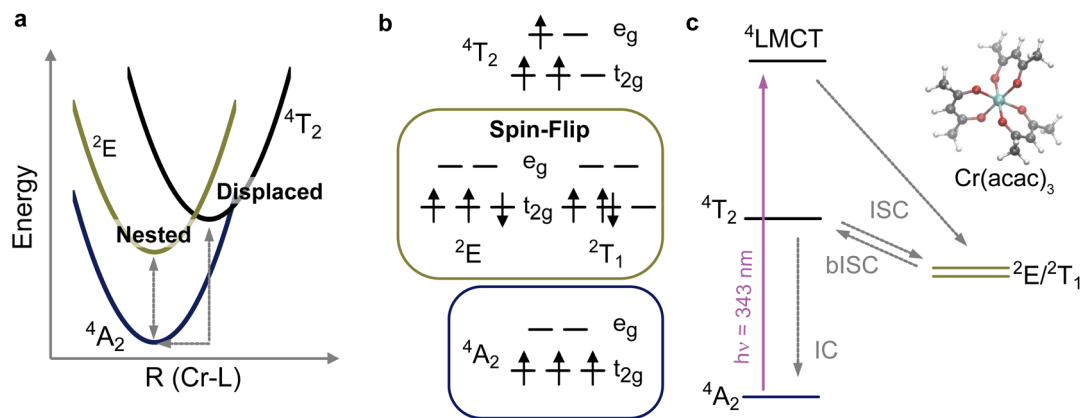 a
Energy
²E
⁴T₂
Displaced
Nested
⁴A₂
R (Cr-L)
b
⁴T₂
e_g
t_2g
Spin-Flip
e_g
t_2g
²E
²T₁
⁴A₂
e_g
t_2g
c
⁴LMCT
Cr(acac)₃
⁴T₂
ISC
bISC
²E/²T₁
hν = 343 nm
IC
⁴A₂